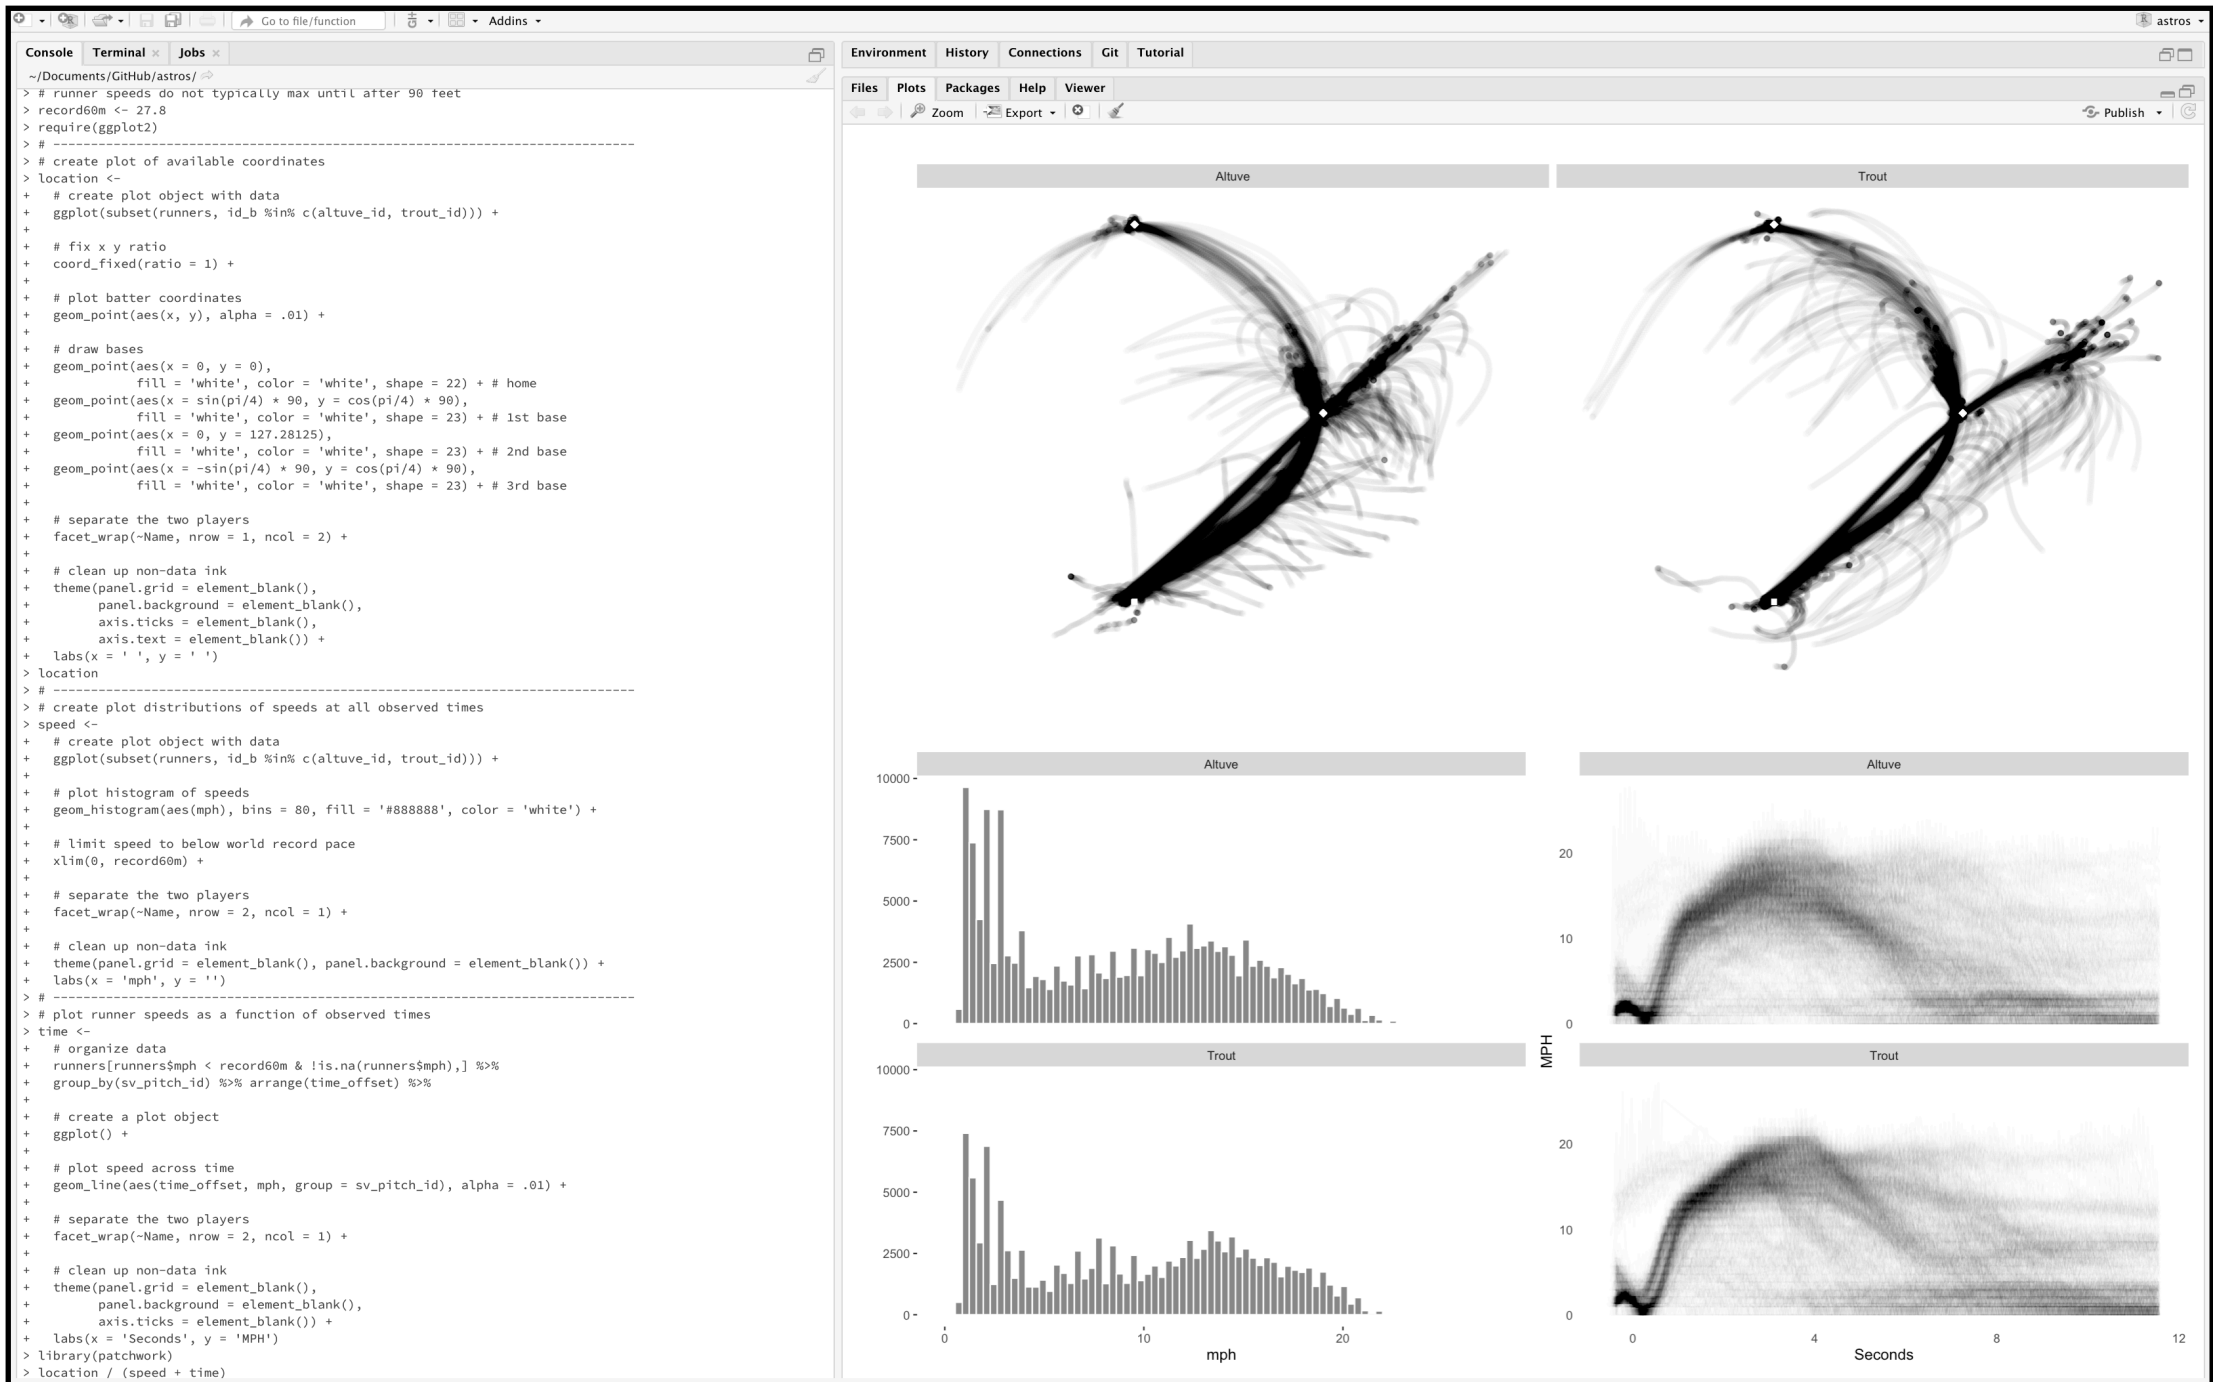 Go to file/function
Addins
astros
Console Terminal Jobs
~/Documents/GitHub/astros/
> # runner speeds do not typically max until after 90 feet
> record60m <- 27.8
> require(ggplot2)
> # -----------------------------------------------------------------------------
> # create plot of available coordinates
> location <-
+   # create plot object with data
+   ggplot(subset(runners, id_b %in% c(altuve_id, trout_id))) +
+
+   # fix x y ratio
+   coord_fixed(ratio = 1) +
+
+   # plot batter coordinates
+   geom_point(aes(x, y), alpha = .01) +
+
+   # draw bases
+   geom_point(aes(x = 0, y = 0),
+              fill = 'white', color = 'white', shape = 22) + # home
+   geom_point(aes(x = sin(pi/4) * 90, y = cos(pi/4) * 90),
+              fill = 'white', color = 'white', shape = 23) + # 1st base
+   geom_point(aes(x = 0, y = 127.28125),
+              fill = 'white', color = 'white', shape = 23) + # 2nd base
+   geom_point(aes(x = -sin(pi/4) * 90, y = cos(pi/4) * 90),
+              fill = 'white', color = 'white', shape = 23) + # 3rd base
+
+   # separate the two players
+   facet_wrap(~Name, nrow = 1, ncol = 2) +
+
+   # clean up non-data ink
+   theme(panel.grid = element_blank(),
+         panel.background = element_blank(),
+         axis.ticks = element_blank(),
+         axis.text = element_blank()) +
+   labs(x = ' ', y = ' ')
> location
> # -----------------------------------------------------------------------------
> # create plot distributions of speeds at all observed times
> speed <-
+   # create plot object with data
+   ggplot(subset(runners, id_b %in% c(altuve_id, trout_id))) +
+
+   # plot histogram of speeds
+   geom_histogram(aes(mph), bins = 80, fill = '#888888', color = 'white') +
+
+   # limit speed to below world record pace
+   xlim(0, record60m) +
+
+   # separate the two players
+   facet_wrap(~Name, nrow = 2, ncol = 1) +
+
+   # clean up non-data ink
+   theme(panel.grid = element_blank(), panel.background = element_blank()) +
+   labs(x = 'mph', y = '')
> # -----------------------------------------------------------------------------
> # plot runner speeds as a function of observed times
> time <-
+   # organize data
+   runners[runners$mph < record60m & !is.na(runners$mph),] %>%
+   group_by(sv_pitch_id) %>% arrange(time_offset) %>%
+
+   # create a plot object
+   ggplot() +
+
+   # plot speed across time
+   geom_line(aes(time_offset, mph, group = sv_pitch_id), alpha = .01) +
+
+   # separate the two players
+   facet_wrap(~Name, nrow = 2, ncol = 1) +
+
+   # clean up non-data ink
+   theme(panel.grid = element_blank(),
+         panel.background = element_blank(),
+         axis.ticks = element_blank()) +
+   labs(x = 'Seconds', y = 'MPH')
> library(patchwork)
> location / (speed + time)
Environment History Connections Git Tutorial
Files Plots Packages Help Viewer
Zoom Export Publish
Altuve Trout
Altuve
10000
7500
5000
2500
0
Trout
10000
7500
5000
2500
0
0 10 20
mph
Altuve
20
10
0
MPH
Trout
20
10
0
0 4 8 12
Seconds